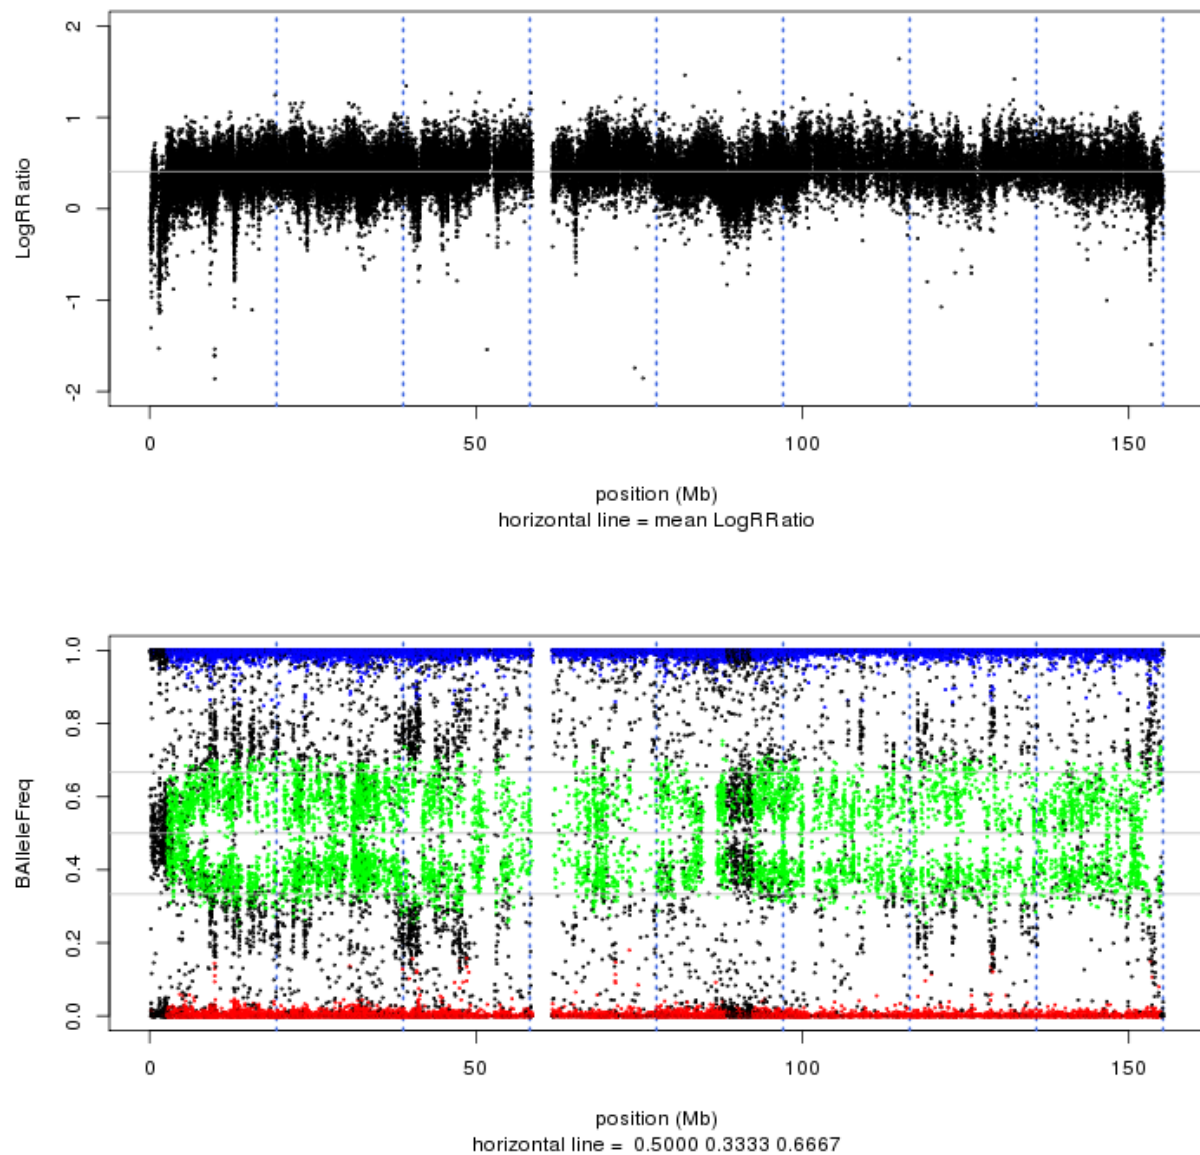 2
1
0
-1
-2
LogRRatio
0 50 100 150
position (Mb)
horizontal line = mean LogRRatio
1.0
0.8
0.6
0.4
0.2
0.0
BAlleleFreq
0 50 100 150
position (Mb)
horizontal line = 0.5000 0.3333 0.6667